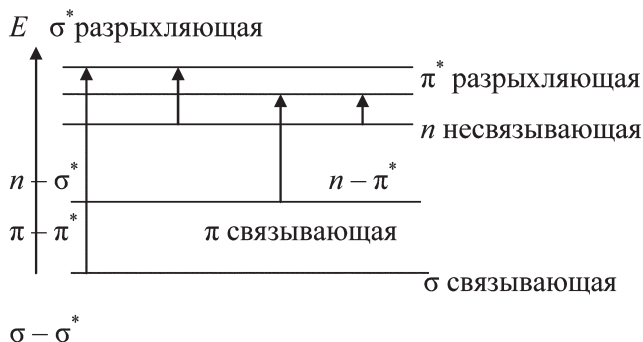 E σ* разрыхляющая
π* разрыхляющая
n несвязывающая
n – σ*
n – π*
π – π*
π связывающая
σ связывающая
σ – σ*